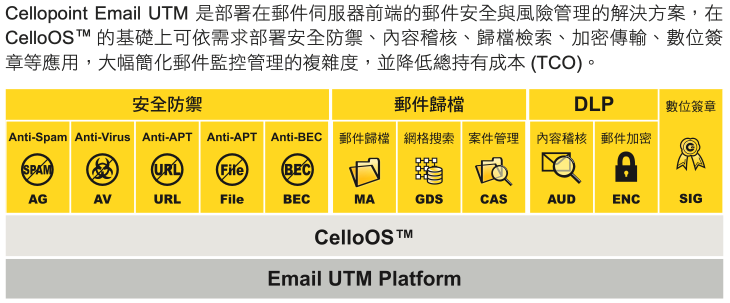 Cellopoint Email UTM 是部署在郵件伺服器前端的郵件安全與風險管理的解決方案，在
CelloOS™ 的基礎上可依需求部署安全防禦、內容稽核、歸檔檢索、加密傳輸、數位簽
章等應用，大幅簡化郵件監控管理的複雜度，並降低總持有成本 (TCO)。
安全防禦 郵件歸檔 DLP 數位簽章
Anti-Spam Anti-Virus Anti-APT Anti-APT Anti-BEC 郵件歸檔 網格搜索 案件管理 內容稽核 郵件加密
SPAM URL File BEC
AG AV URL File BEC MA GDS CAS AUD ENC SIG
CelloOS™
Email UTM Platform